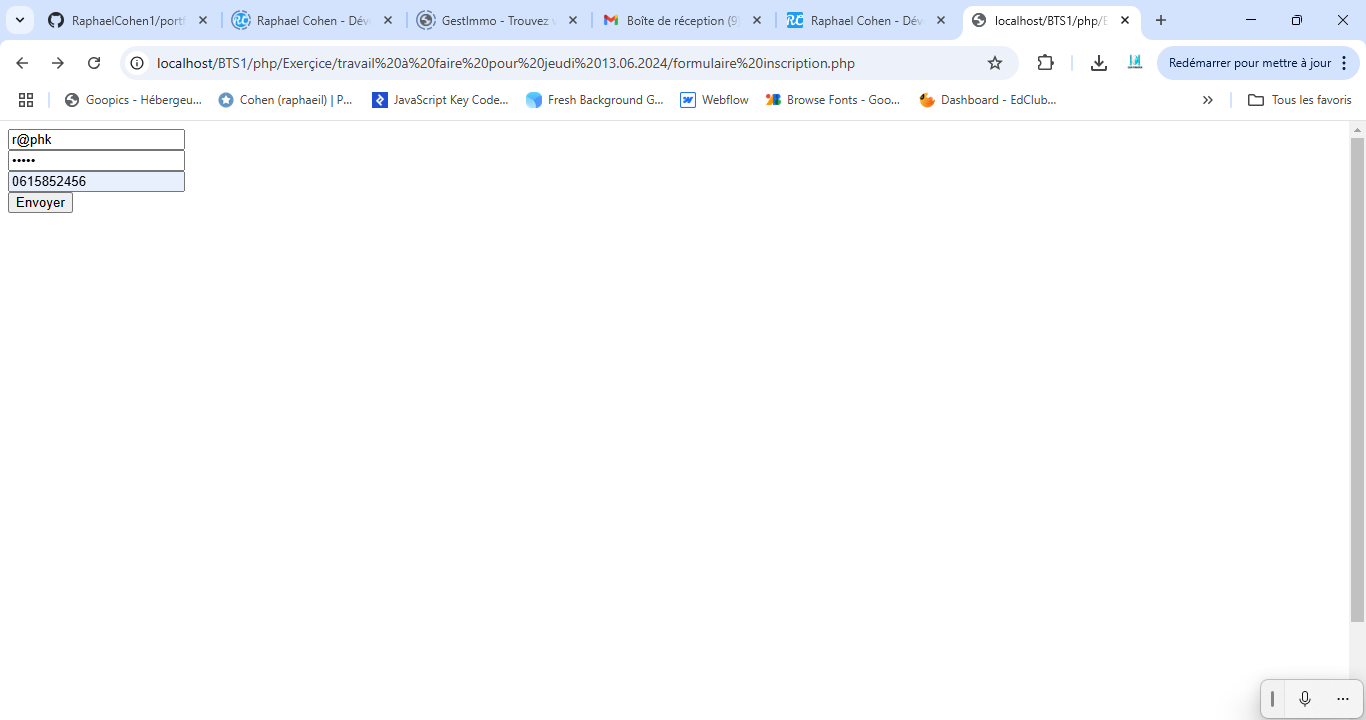 RaphaelCohen1/portf
Raphael Cohen - Dév
GestImmo - Trouvez v
Boîte de réception (9
Raphael Cohen - Dév
localhost/BTS1/php/E
localhost/BTS1/php/Exerçice/travail%20à%20faire%20pour%20jeudi%2013.06.2024/formulaire%20inscription.php
Redémarrer pour mettre à jour
Goopics - Hébergeu...
Cohen (raphaeil) | P...
JavaScript Key Code...
Fresh Background G...
Webflow
Browse Fonts - Goo...
Dashboard - EdClub...
»
Tous les favoris
r@phk
•••••
0615852456
Envoyer